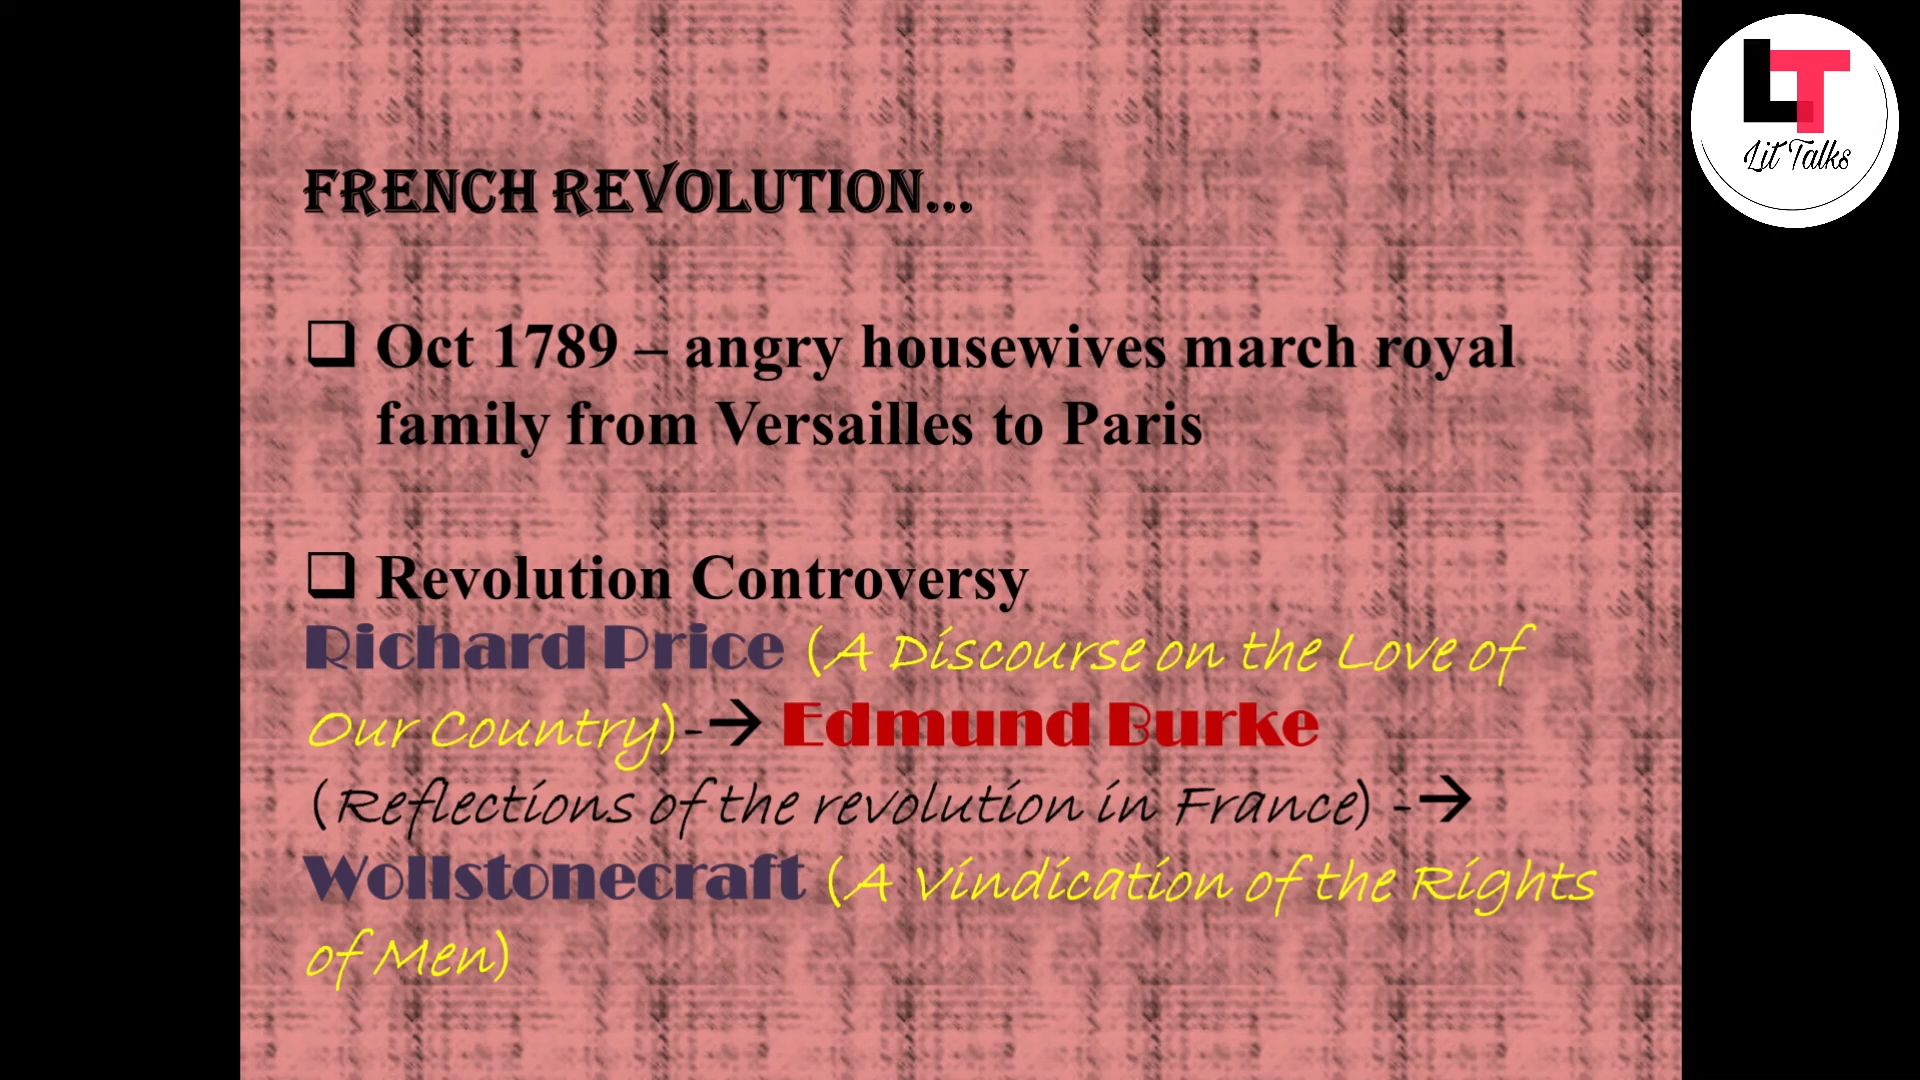 FRENCH REVOLUTION...
❑ Oct 1789 – angry housewives march royal
family from Versailles to Paris
❑ Revolution Controversy
Richard Price (A Discourse on the Love of
Our Country)-→ Edmund Burke
(Reflections of the revolution in France) -→
Wollstonecraft (A Vindication of the Rights
of Men)
LT
Lit Talks